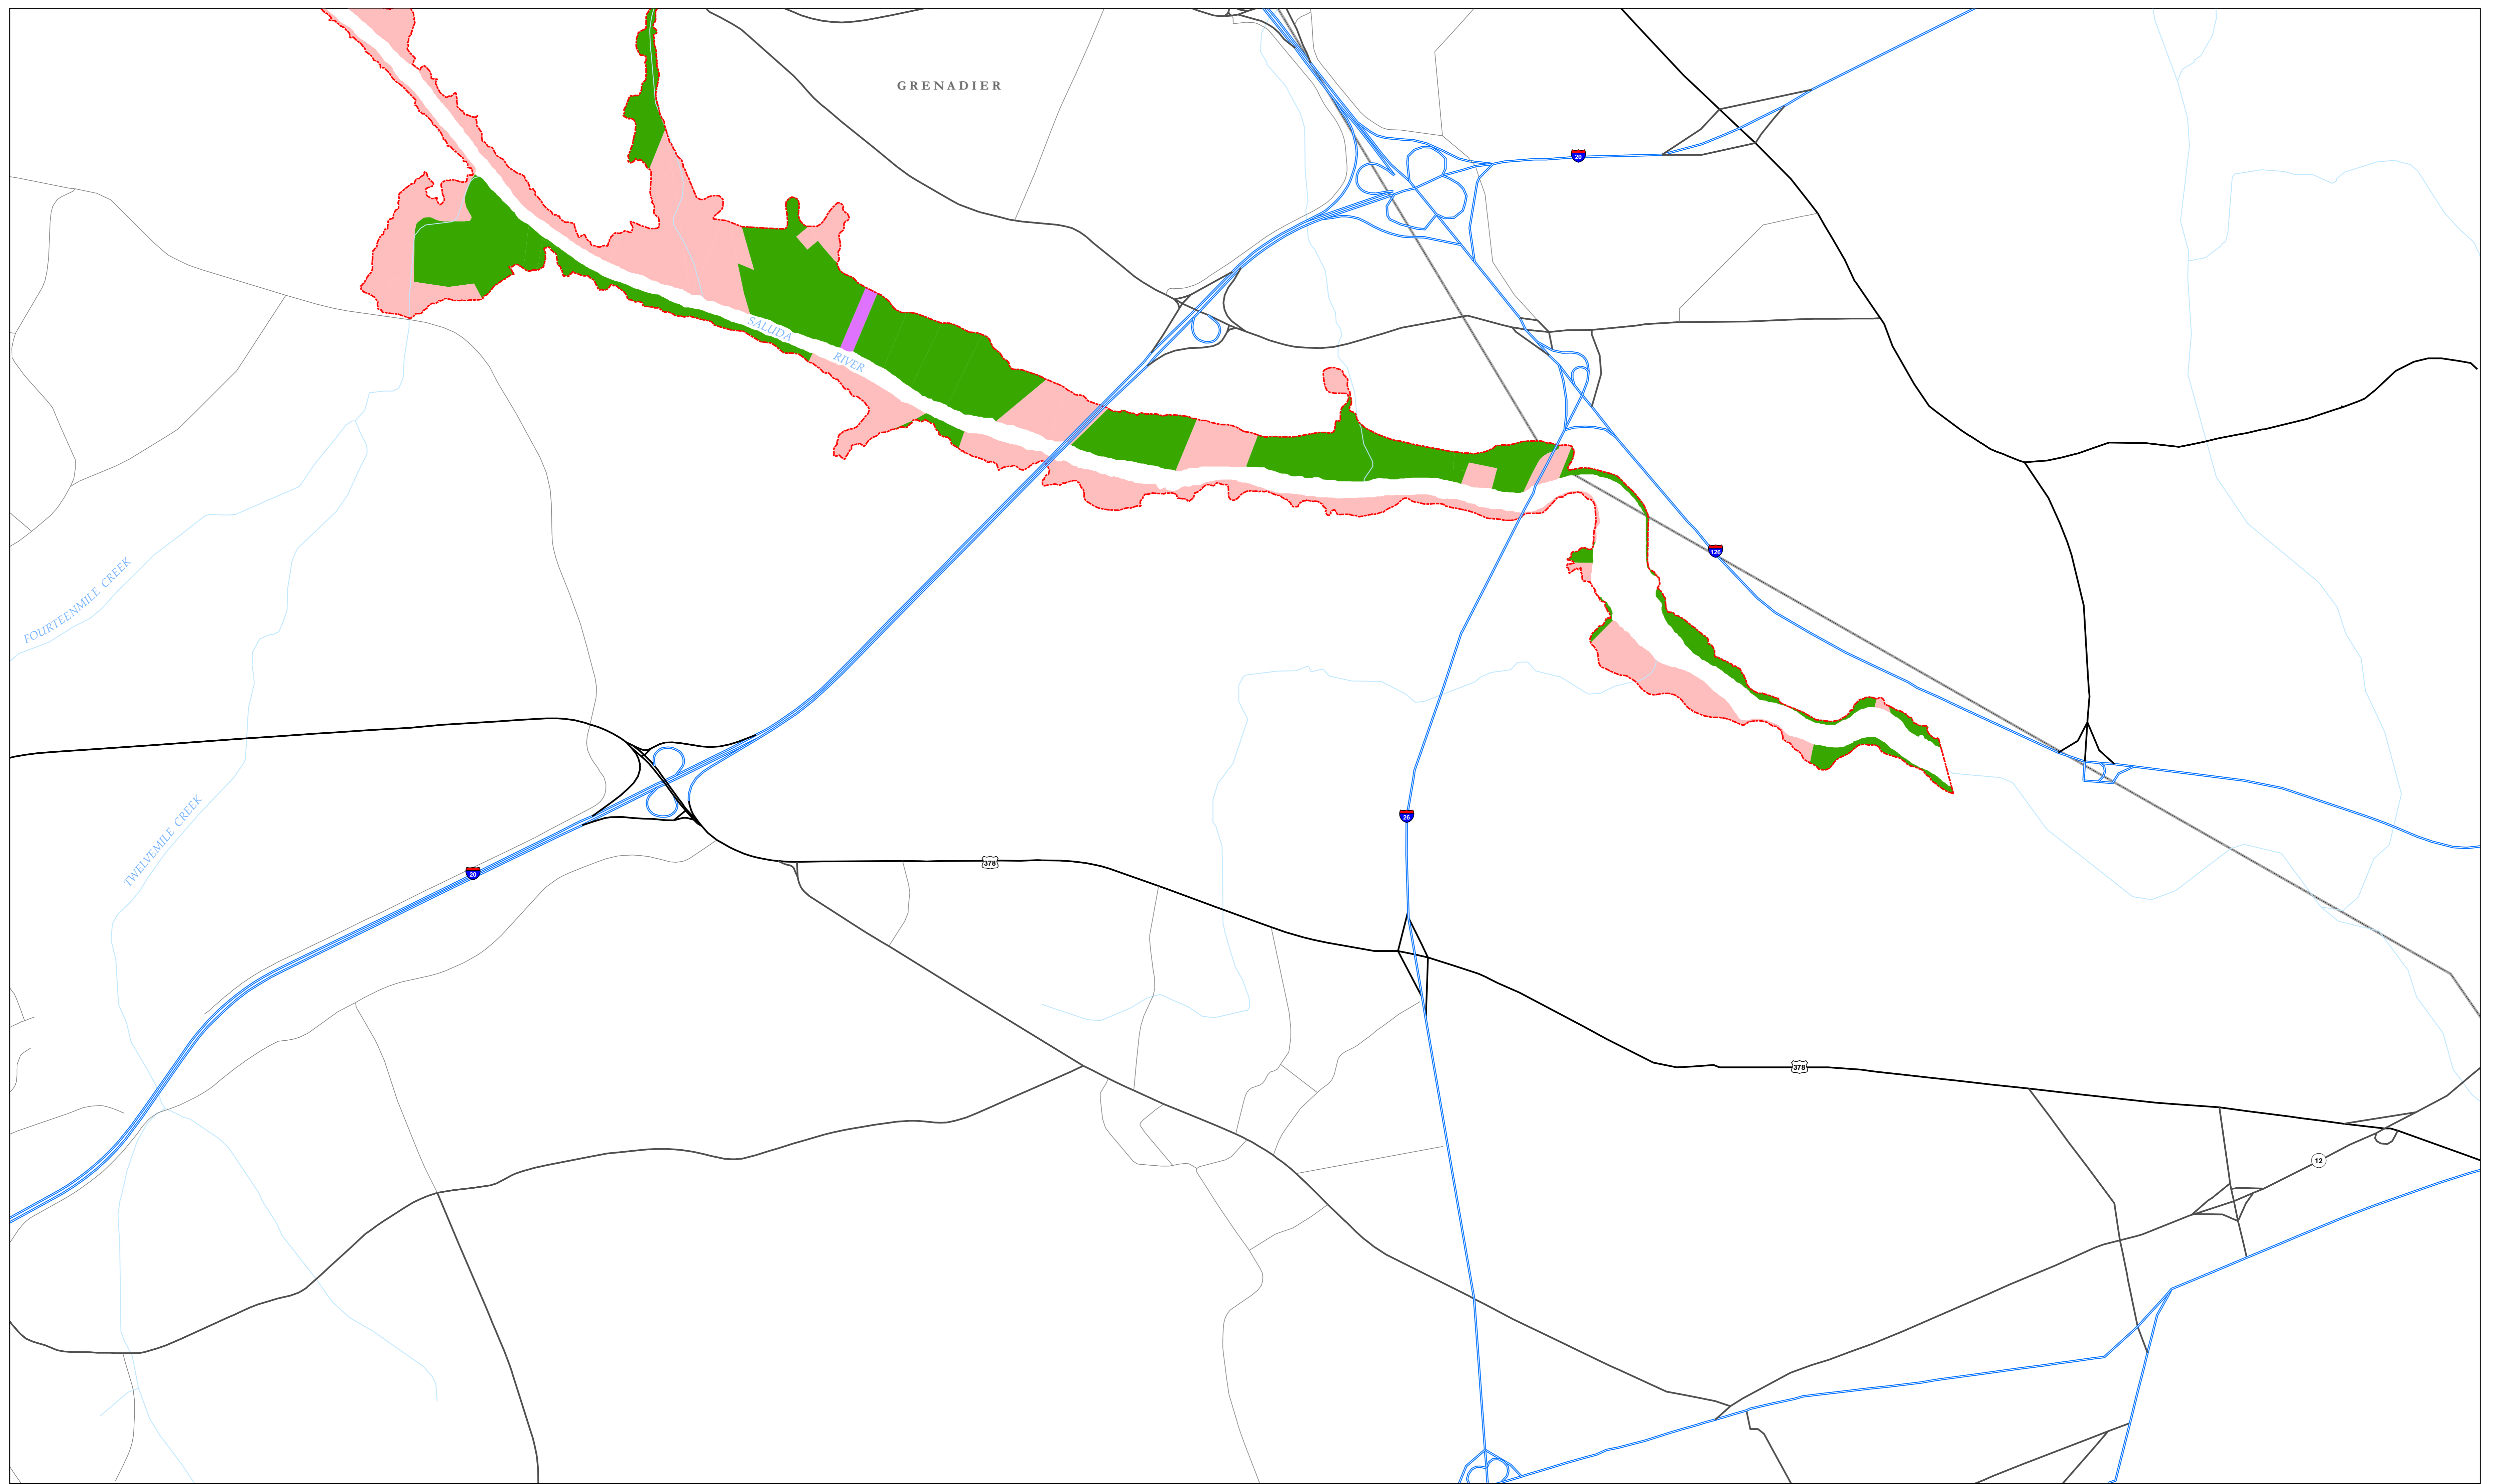 GRENADIER
20
SALUDA
RIVER
126
FOURTEENMILE CREEK
26
TWELVEMILE CREEK
378
20
378
12